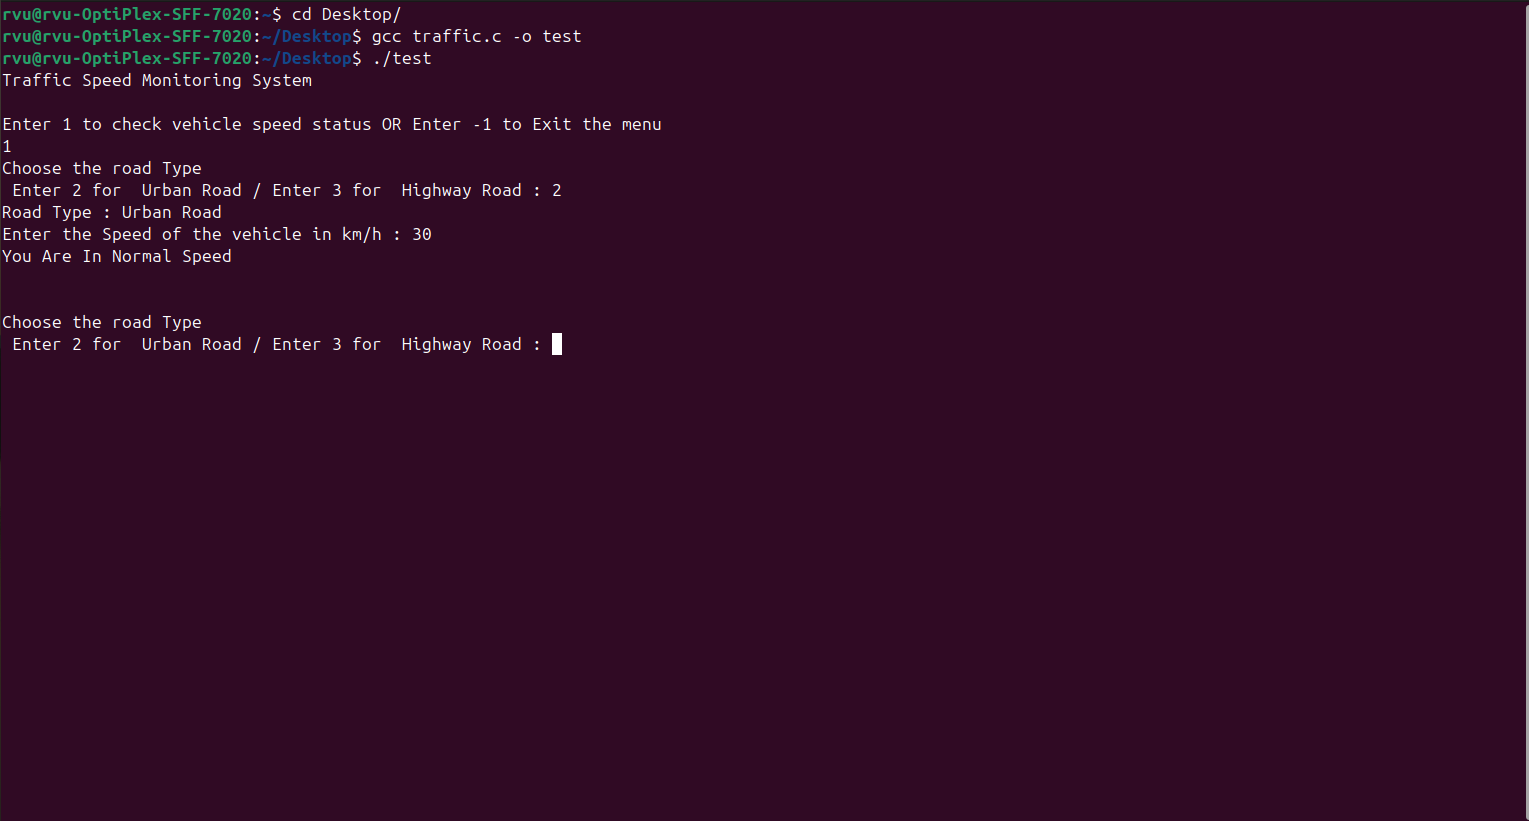 rvu@rvu-OptiPlex-SFF-7020:~$ cd Desktop/
rvu@rvu-OptiPlex-SFF-7020:~/Desktop$ gcc traffic.c -o test
rvu@rvu-OptiPlex-SFF-7020:~/Desktop$ ./test
Traffic Speed Monitoring System
Enter 1 to check vehicle speed status OR Enter -1 to Exit the menu
1
Choose the road Type
 Enter 2 for  Urban Road / Enter 3 for  Highway Road : 2
Road Type : Urban Road
Enter the Speed of the vehicle in km/h : 30
You Are In Normal Speed
Choose the road Type
 Enter 2 for  Urban Road / Enter 3 for  Highway Road :